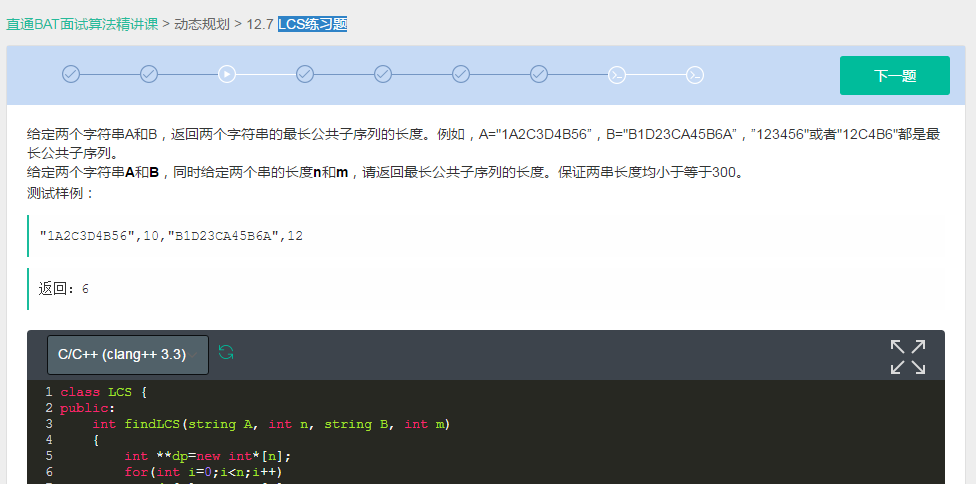 直通BAT面试算法精讲课 > 动态规划 > 12.7 LCS练习题
下一题
给定两个字符串A和B，返回两个字符串的最长公共子序列的长度。例如，A="1A2C3D4B56”，B="B1D23CA45B6A”，”123456"或者"12C4B6"都是最
长公共子序列。
给定两个字符串A和B，同时给定两个串的长度n和m，请返回最长公共子序列的长度。保证两串长度均小于等于300。
测试样例：
"1A2C3D4B56",10,"B1D23CA45B6A",12
返回：6
C/C++ (clang++ 3.3)
1 class LCS {
2 public:
3     int findLCS(string A, int n, string B, int m)
4     {
5         int **dp=new int*[n];
6         for(int i=0;i<n;i++)